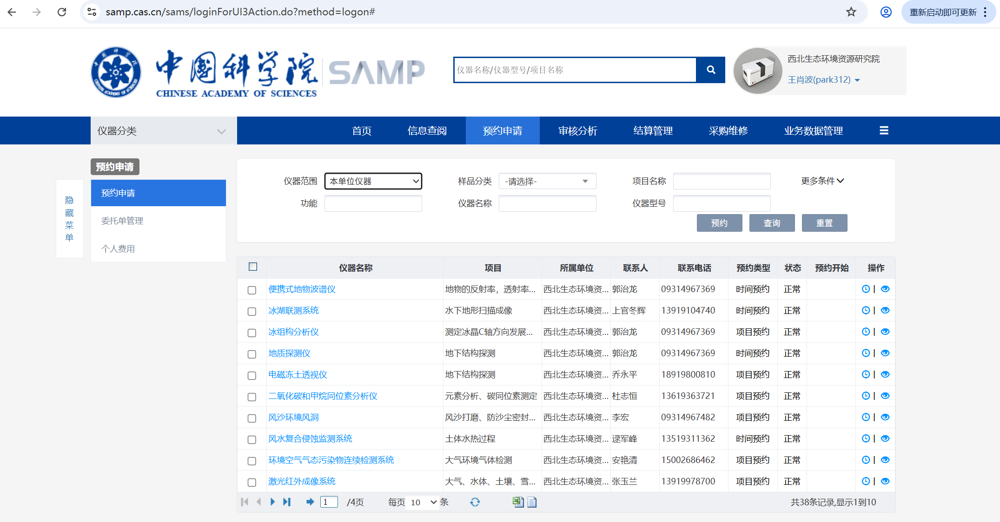 samp.cas.cn/sams/loginForUI3Action.do?method=logon#
重新启动即可更新
中国科学院
CHINESE ACADEMY OF SCIENCES
SAMP
仪器名称/仪器型号/项目名称
西北生态环境资源研究院
王肖波(park312)
仪器分类
首页 信息查阅 预约申请 审核分析 结算管理 采购维修 业务数据管理
预约申请
隐藏菜单
预约申请
委托单管理
个人费用
仪器范围 本单位仪器 样品分类 -请选择- 项目名称 更多条件
功能 仪器名称 仪器型号
预约 查询 重置
仪器名称 项目 所属单位 联系人 联系电话 预约类型 状态 预约开始 操作
便携式地物波谱仪 地物的反射率，透射率... 西北生态环境资... 郭治龙 09314967369 时间预约 正常 |
冰湖联测系统 水下地形扫描成像 西北生态环境资... 上官冬辉 13919104740 时间预约 正常 |
冰组构分析仪 测定冰晶C轴方向发展... 西北生态环境资... 郭治龙 09314967369 项目预约 正常 |
地质探测仪 地下结构探测 西北生态环境资... 郭治龙 09314967369 时间预约 正常 |
电磁冻土透视仪 地下结构探测 西北生态环境资... 乔永平 18919800810 项目预约 正常 |
二氧化碳和甲烷同位素分析仪 元素分析、碳同位素测定 西北生态环境资... 杜志恒 13619363721 项目预约 正常 |
风沙环境风洞 风沙打磨、防沙尘密封... 西北生态环境资... 李宏 09314967482 项目预约 正常 |
风水复合侵蚀监测系统 土体水热过程 西北生态环境资... 逯军峰 13519311362 时间预约 正常 |
环境空气气态污染物连续检测系统 大气环境气体检测 西北生态环境资... 安艳清 15002686462 项目预约 正常 |
激光红外成像系统 大气、水体、土壤、雪... 西北生态环境资... 张玉兰 13919978700 项目预约 正常 |
1 /4页 每页 10 条 共38条记录,显示1到10